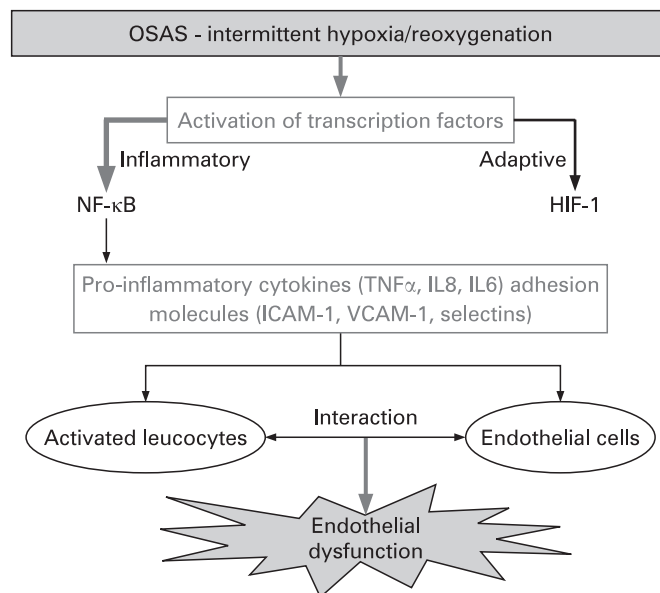 OSAS - intermittent hypoxia/reoxygenation
Activation of transcription factors
Inflammatory
Adaptive
NF-κB
HIF-1
Pro-inflammatory cytokines (TNFα, IL8, IL6) adhesion
molecules (ICAM-1, VCAM-1, selectins)
Interaction
Activated leucocytes
Endothelial cells
Endothelial
dysfunction